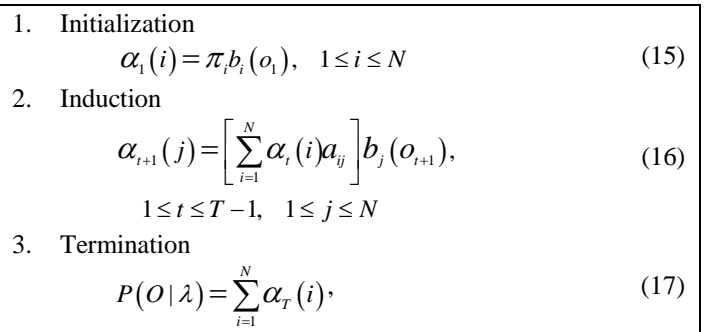 1. Initialization
α₁(i) = πᵢbᵢ(o₁), 1 ≤ i ≤ N (15)
2. Induction
αₜ₊₁(j) = [∑ᵢ₌₁ᴺ αₜ(i)aᵢⱼ] bⱼ(oₜ₊₁), (16)
1 ≤ t ≤ T − 1, 1 ≤ j ≤ N
3. Termination
P(O | λ) = ∑ᵢ₌₁ᴺ α_T(i), (17)